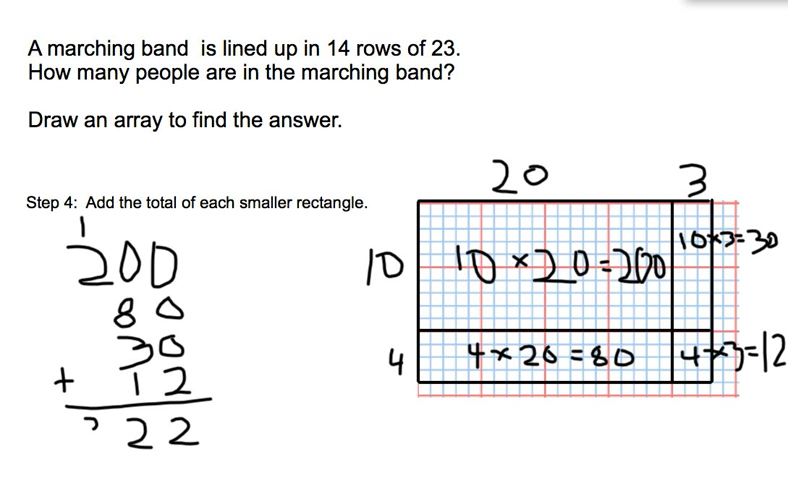 A marching band is lined up in 14 rows of 23.
How many people are in the marching band?
Draw an array to find the answer.
Step 4: Add the total of each smaller rectangle.
1
200
80
30
+ 12
22
20 3
10
10 × 20 = 200
10×3=30
4
4 × 20 = 80
4×3=12